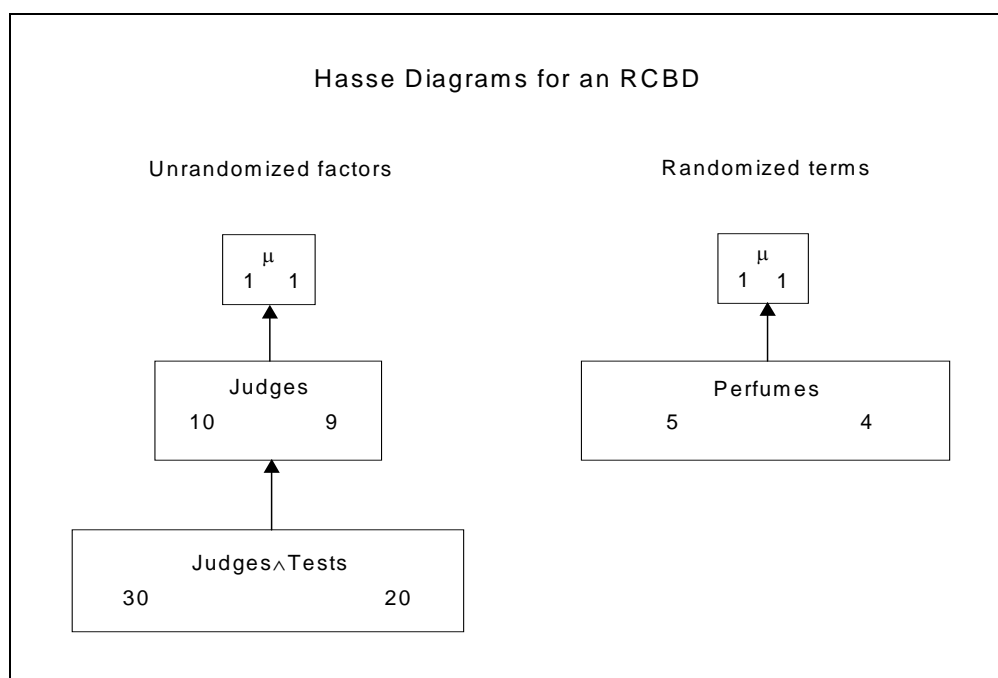 Hasse Diagrams for an RCBD
Unrandomized factors
μ
1 1
Judges
10 9
Judges∧Tests
30 20
Randomized terms
μ
1 1
Perfumes
5 4